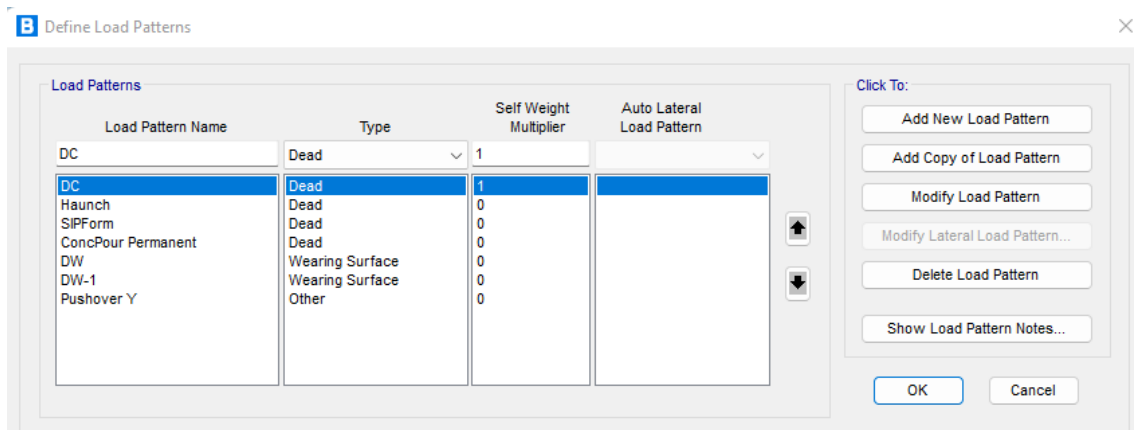 B Define Load Patterns
Load Patterns
Click To:
Load Pattern Name Type Self Weight Multiplier Auto Lateral Load Pattern
DC Dead 1
DC Dead 1
Haunch Dead 0
SIPForm Dead 0
ConcPour Permanent Dead 0
DW Wearing Surface 0
DW-1 Wearing Surface 0
Pushover Y Other 0
Add New Load Pattern
Add Copy of Load Pattern
Modify Load Pattern
Modify Lateral Load Pattern...
Delete Load Pattern
Show Load Pattern Notes...
OK Cancel